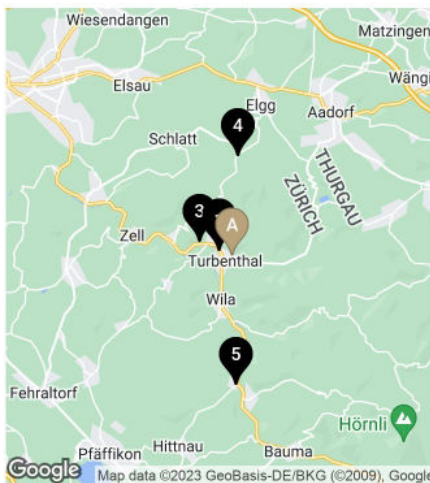 Wiesendangen
Matzingen
Elsau
Wängi
Elgg
Aadorf
Schlatt
4
THURGAU
ZÜRICH
3
A
Zell
Turbenthal
Wila
5
Fehraltorf
Hörnli
Hittnau
Bauma
Pfäffikon
Google
Map data ©2023 GeoBasis-DE/BKG (©2009), Google